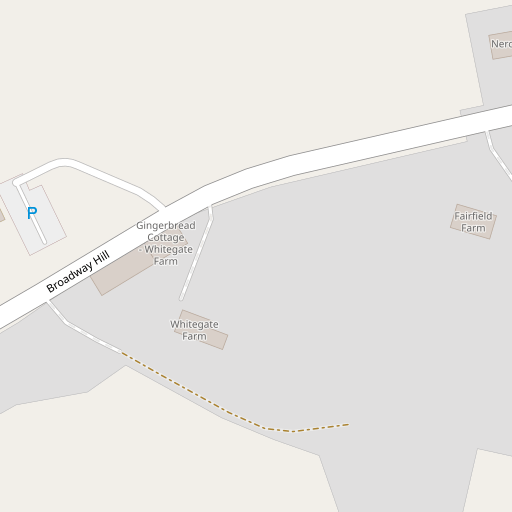 Nero
P
Fairfield
Farm
Gingerbread
Cottage
- Whitegate
Farm
Broadway Hill
Whitegate
Farm